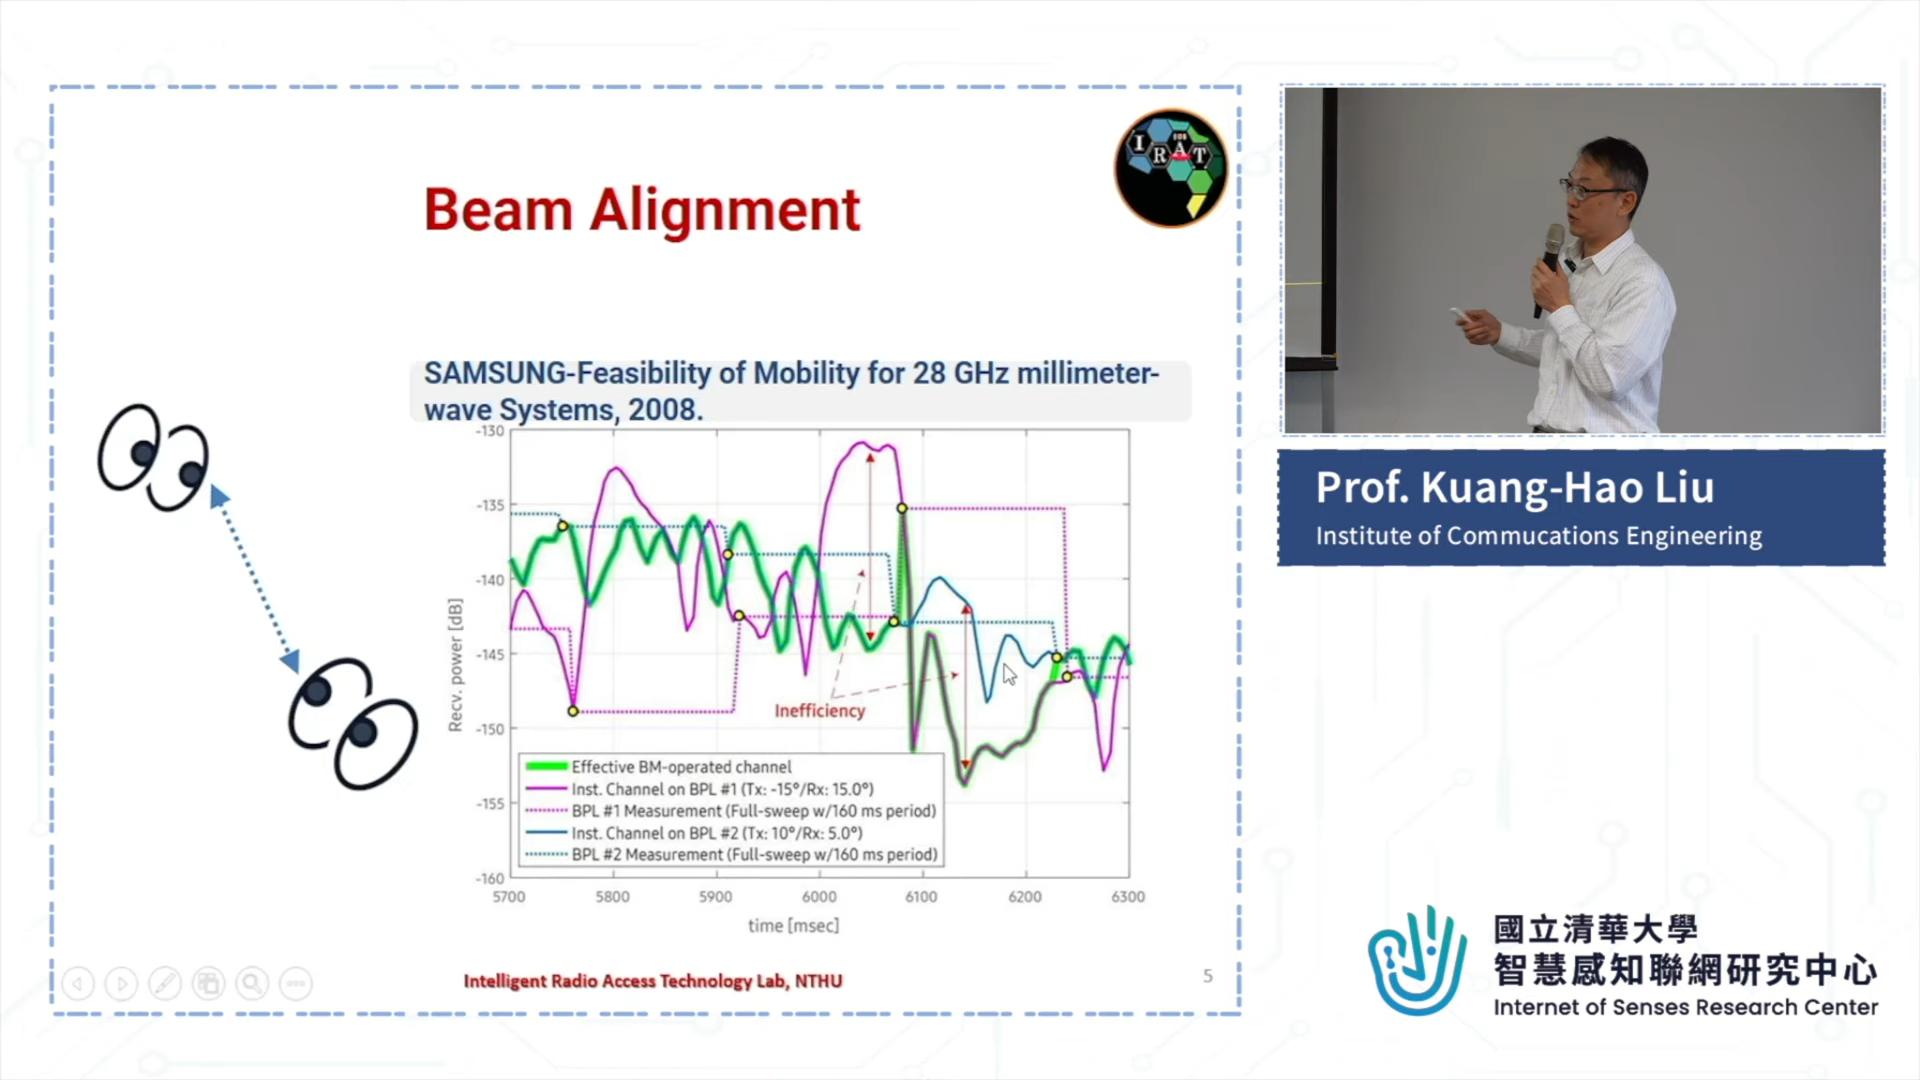 Beam Alignment
I
R
A
T
SAMSUNG-Feasibility of Mobility for 28 GHz millimeter-
wave Systems, 2008.
-130
-135
-140
-145
-150
-155
-160
Recv. power [dB]
Inefficiency
Effective BM-operated channel
Inst. Channel on BPL #1 (Tx: -15°/Rx: 15.0°)
BPL #1 Measurement (Full-sweep w/160 ms period)
Inst. Channel on BPL #2 (Tx: 10°/Rx: 5.0°)
BPL #2 Measurement (Full-sweep w/160 ms period)
5700 5800 5900 6000 6100 6200 6300
time [msec]
Intelligent Radio Access Technology Lab, NTHU
5
Prof. Kuang-Hao Liu
Institute of Commucations Engineering
國立清華大學
智慧感知聯網研究中心
Internet of Senses Research Center